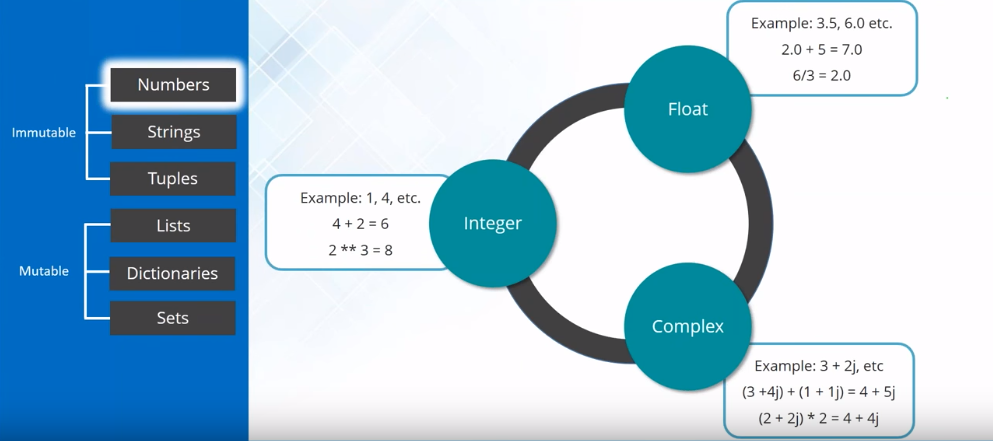 Immutable
Numbers
Strings
Tuples
Mutable
Lists
Dictionaries
Sets
Integer
Example: 1, 4, etc.
4 + 2 = 6
2 ** 3 = 8
Float
Example: 3.5, 6.0 etc.
2.0 + 5 = 7.0
6/3 = 2.0
Complex
Example: 3 + 2j, etc
(3 +4j) + (1 + 1j) = 4 + 5j
(2 + 2j) * 2 = 4 + 4j